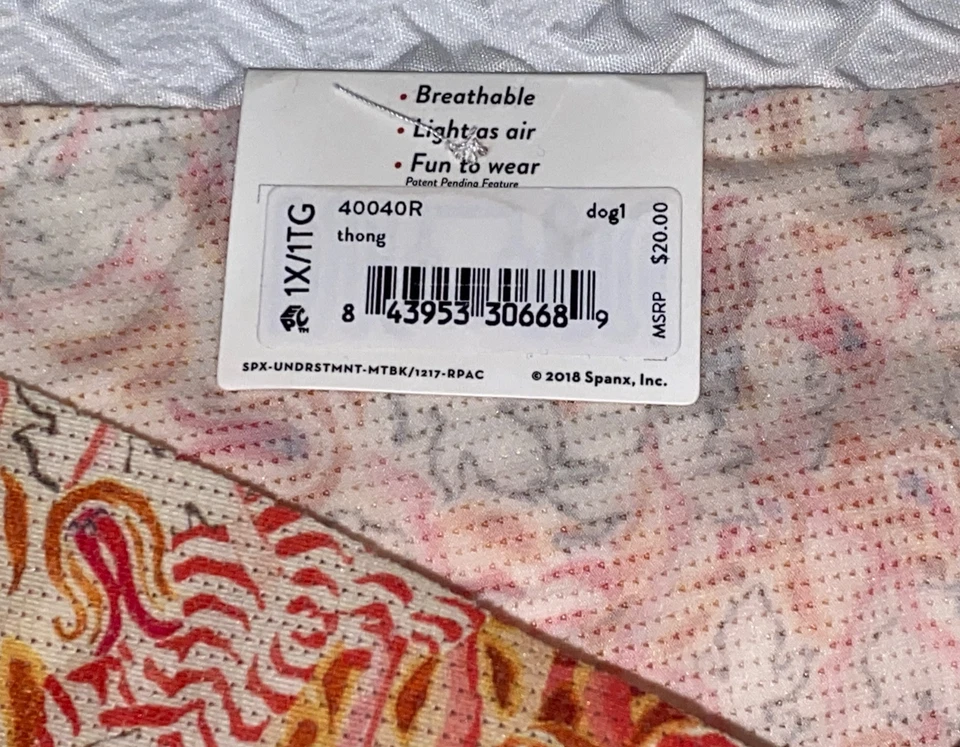 • Breathable
• Light as air
• Fun to wear
Patent Pending Feature
1X/1TG
40040R dog1
thong
8 43953 30668 9
MSRP $20.00
SPX-UNDRSTMNT-MTBK/1217-RPAC © 2018 Spanx, Inc.